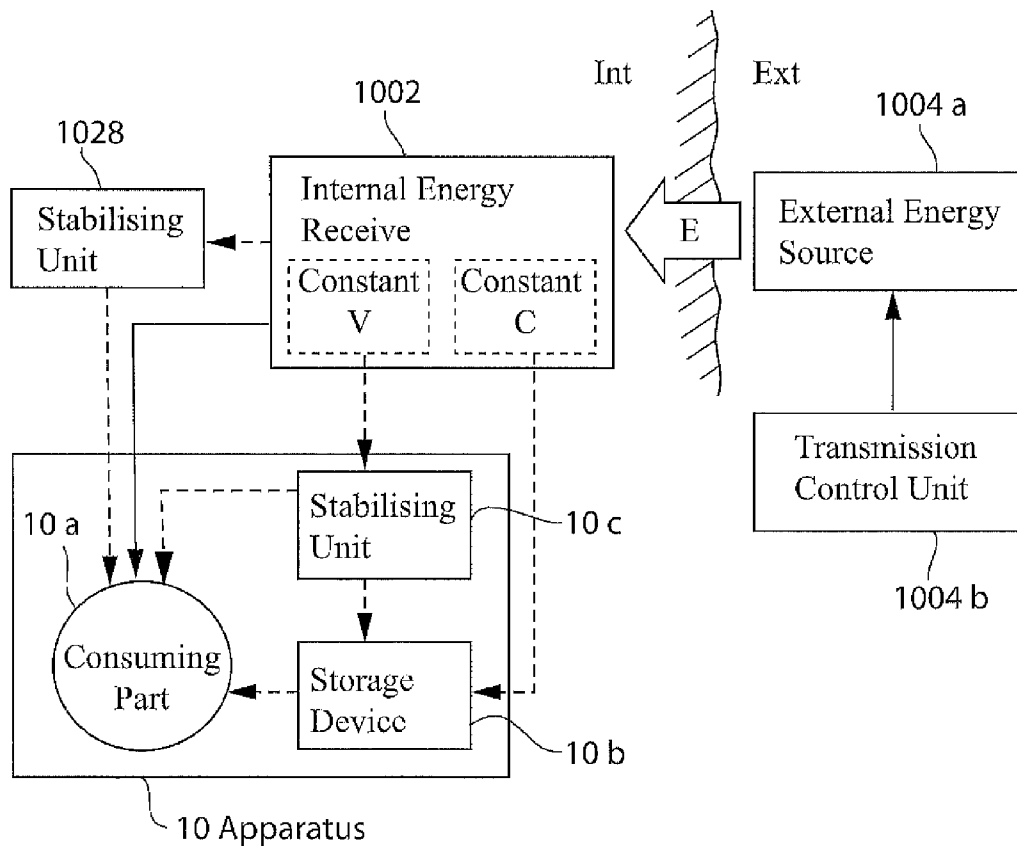 Int
Ext
1002
1004 a
1028
Internal Energy
Receive
Constant
V
Constant
C
Stabilising
Unit
E
External Energy
Source
Transmission
Control Unit
1004 b
10 a
Stabilising
Unit
10 c
Consuming
Part
Storage
Device
10 b
10 Apparatus